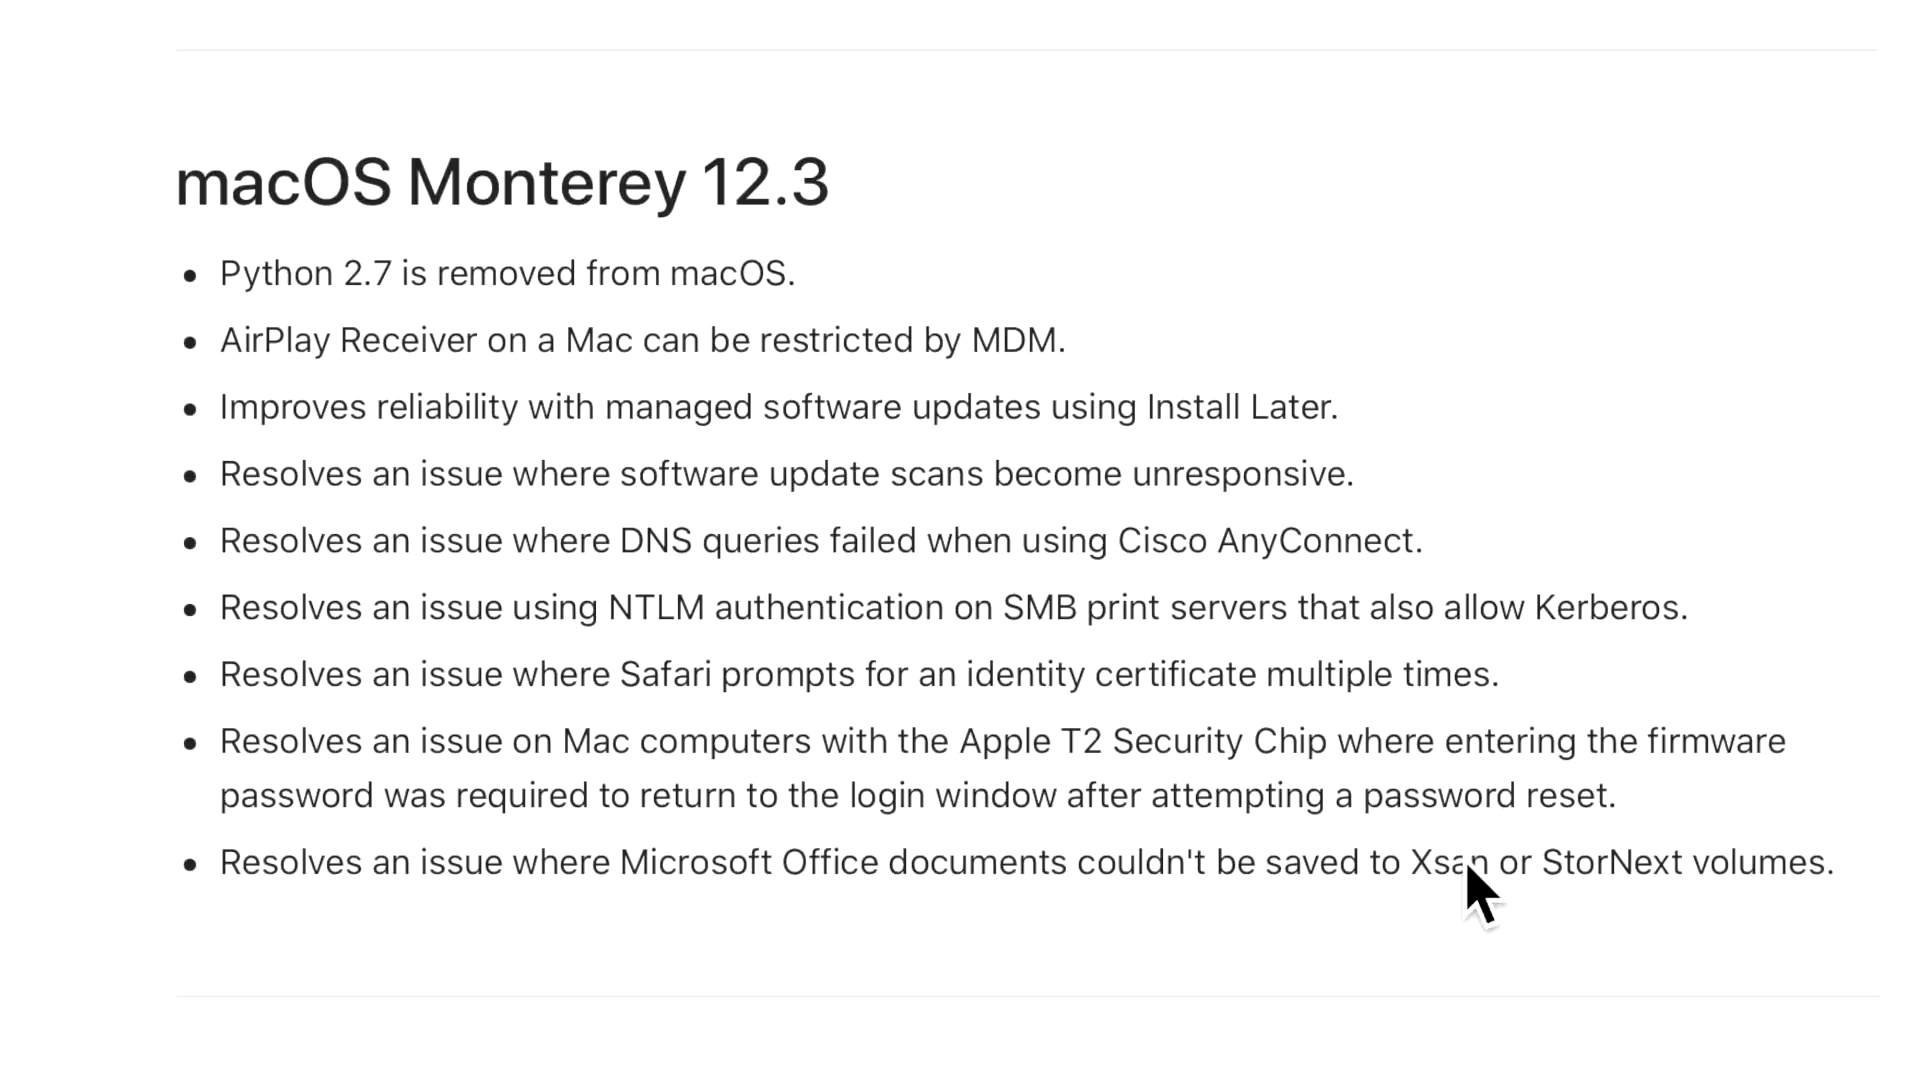 macOS Monterey 12.3
• Python 2.7 is removed from macOS.
• AirPlay Receiver on a Mac can be restricted by MDM.
• Improves reliability with managed software updates using Install Later.
• Resolves an issue where software update scans become unresponsive.
• Resolves an issue where DNS queries failed when using Cisco AnyConnect.
• Resolves an issue using NTLM authentication on SMB print servers that also allow Kerberos.
• Resolves an issue where Safari prompts for an identity certificate multiple times.
• Resolves an issue on Mac computers with the Apple T2 Security Chip where entering the firmware
password was required to return to the login window after attempting a password reset.
• Resolves an issue where Microsoft Office documents couldn't be saved to Xsan or StorNext volumes.